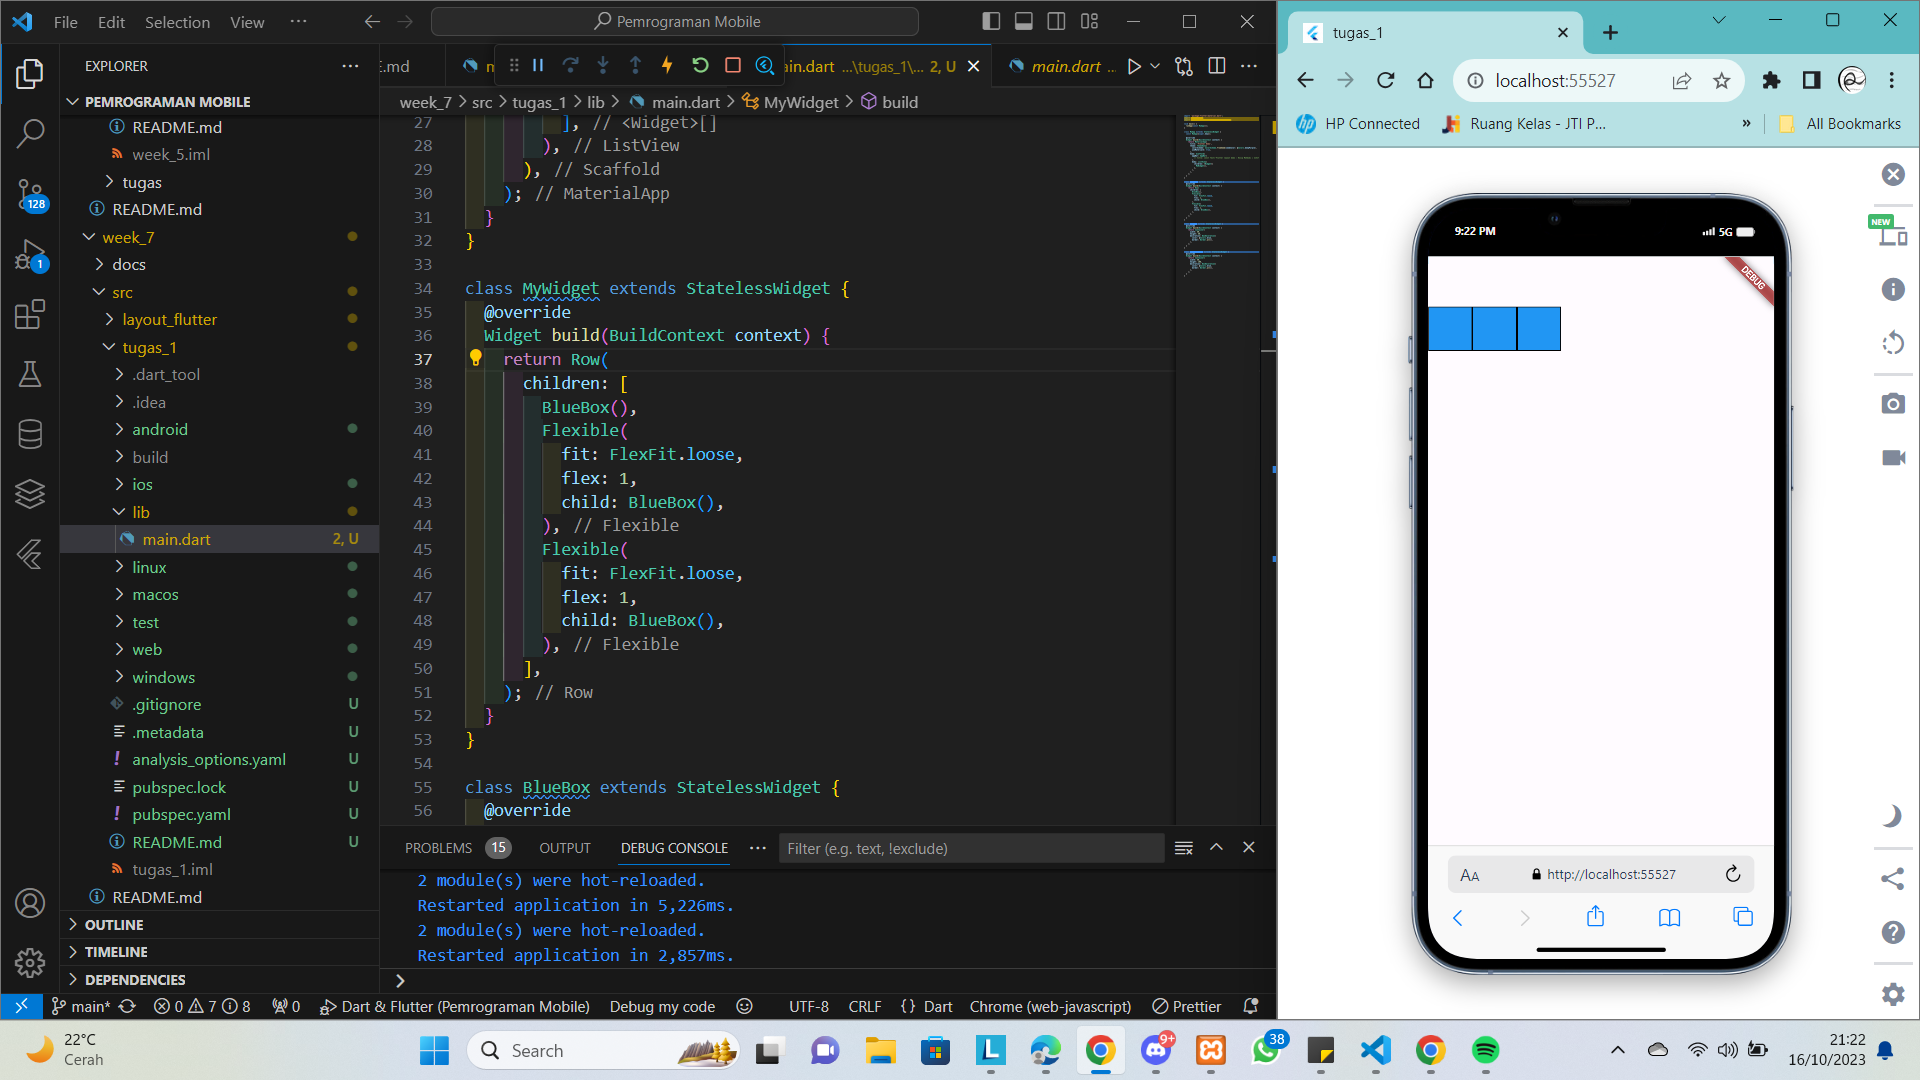 File Edit Selection View ···
Pemrograman Mobile
EXPLORER
PEMROGRAMAN MOBILE
README.md
week_5.iml
tugas
README.md
week_7
docs
src
layout_flutter
tugas_1
.dart_tool
.idea
android
build
ios
lib
main.dart 2, U
linux
macos
test
web
windows
.gitignore U
.metadata U
analysis_options.yaml U
pubspec.lock U
pubspec.yaml U
README.md U
tugas_1.iml
README.md
OUTLINE
TIMELINE
DEPENDENCIES
128
1
main.dart ...\tugas_1\... 2, U
main.dart ...
week_7 > src > tugas_1 > lib > main.dart > MyWidget > build
27 ], // <Widget>[]
28 ), // ListView
29 ), // Scaffold
30 ); // MaterialApp
31 }
32 }
33
34 class MyWidget extends StatelessWidget {
35 @override
36 Widget build(BuildContext context) {
37 return Row(
38 children: [
39 BlueBox(),
40 Flexible(
41 fit: FlexFit.loose,
42 flex: 1,
43 child: BlueBox(),
44 ), // Flexible
45 Flexible(
46 fit: FlexFit.loose,
47 flex: 1,
48 child: BlueBox(),
49 ), // Flexible
50 ],
51 ); // Row
52 }
53 }
54
55 class BlueBox extends StatelessWidget {
56 @override
PROBLEMS 15 OUTPUT DEBUG CONSOLE ··· Filter (e.g. text, !exclude)
2 module(s) were hot-reloaded.
Restarted application in 5,226ms.
2 module(s) were hot-reloaded.
Restarted application in 2,857ms.
main* 0 7 8 0 Dart & Flutter (Pemrograman Mobile) Debug my code UTF-8 CRLF {} Dart Chrome (web-javascript) Prettier
tugas_1
localhost:55527
HP Connected Ruang Kelas - JTI P... » All Bookmarks
NEW
9:22 PM 5G
DEBUG
AA http://localhost:55527
22°C
Cerah
Search
9+
38
21:22
16/10/2023